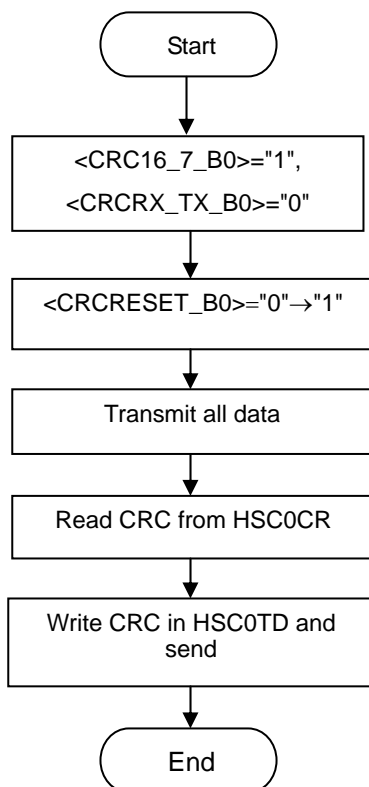 Start
<CRC16_7_B0>="1",
<CRCRX_TX_B0>="0"
<CRCRESET_B0>="0"→"1"
Transmit all data
Read CRC from HSC0CR
Write CRC in HSC0TD and
send
End